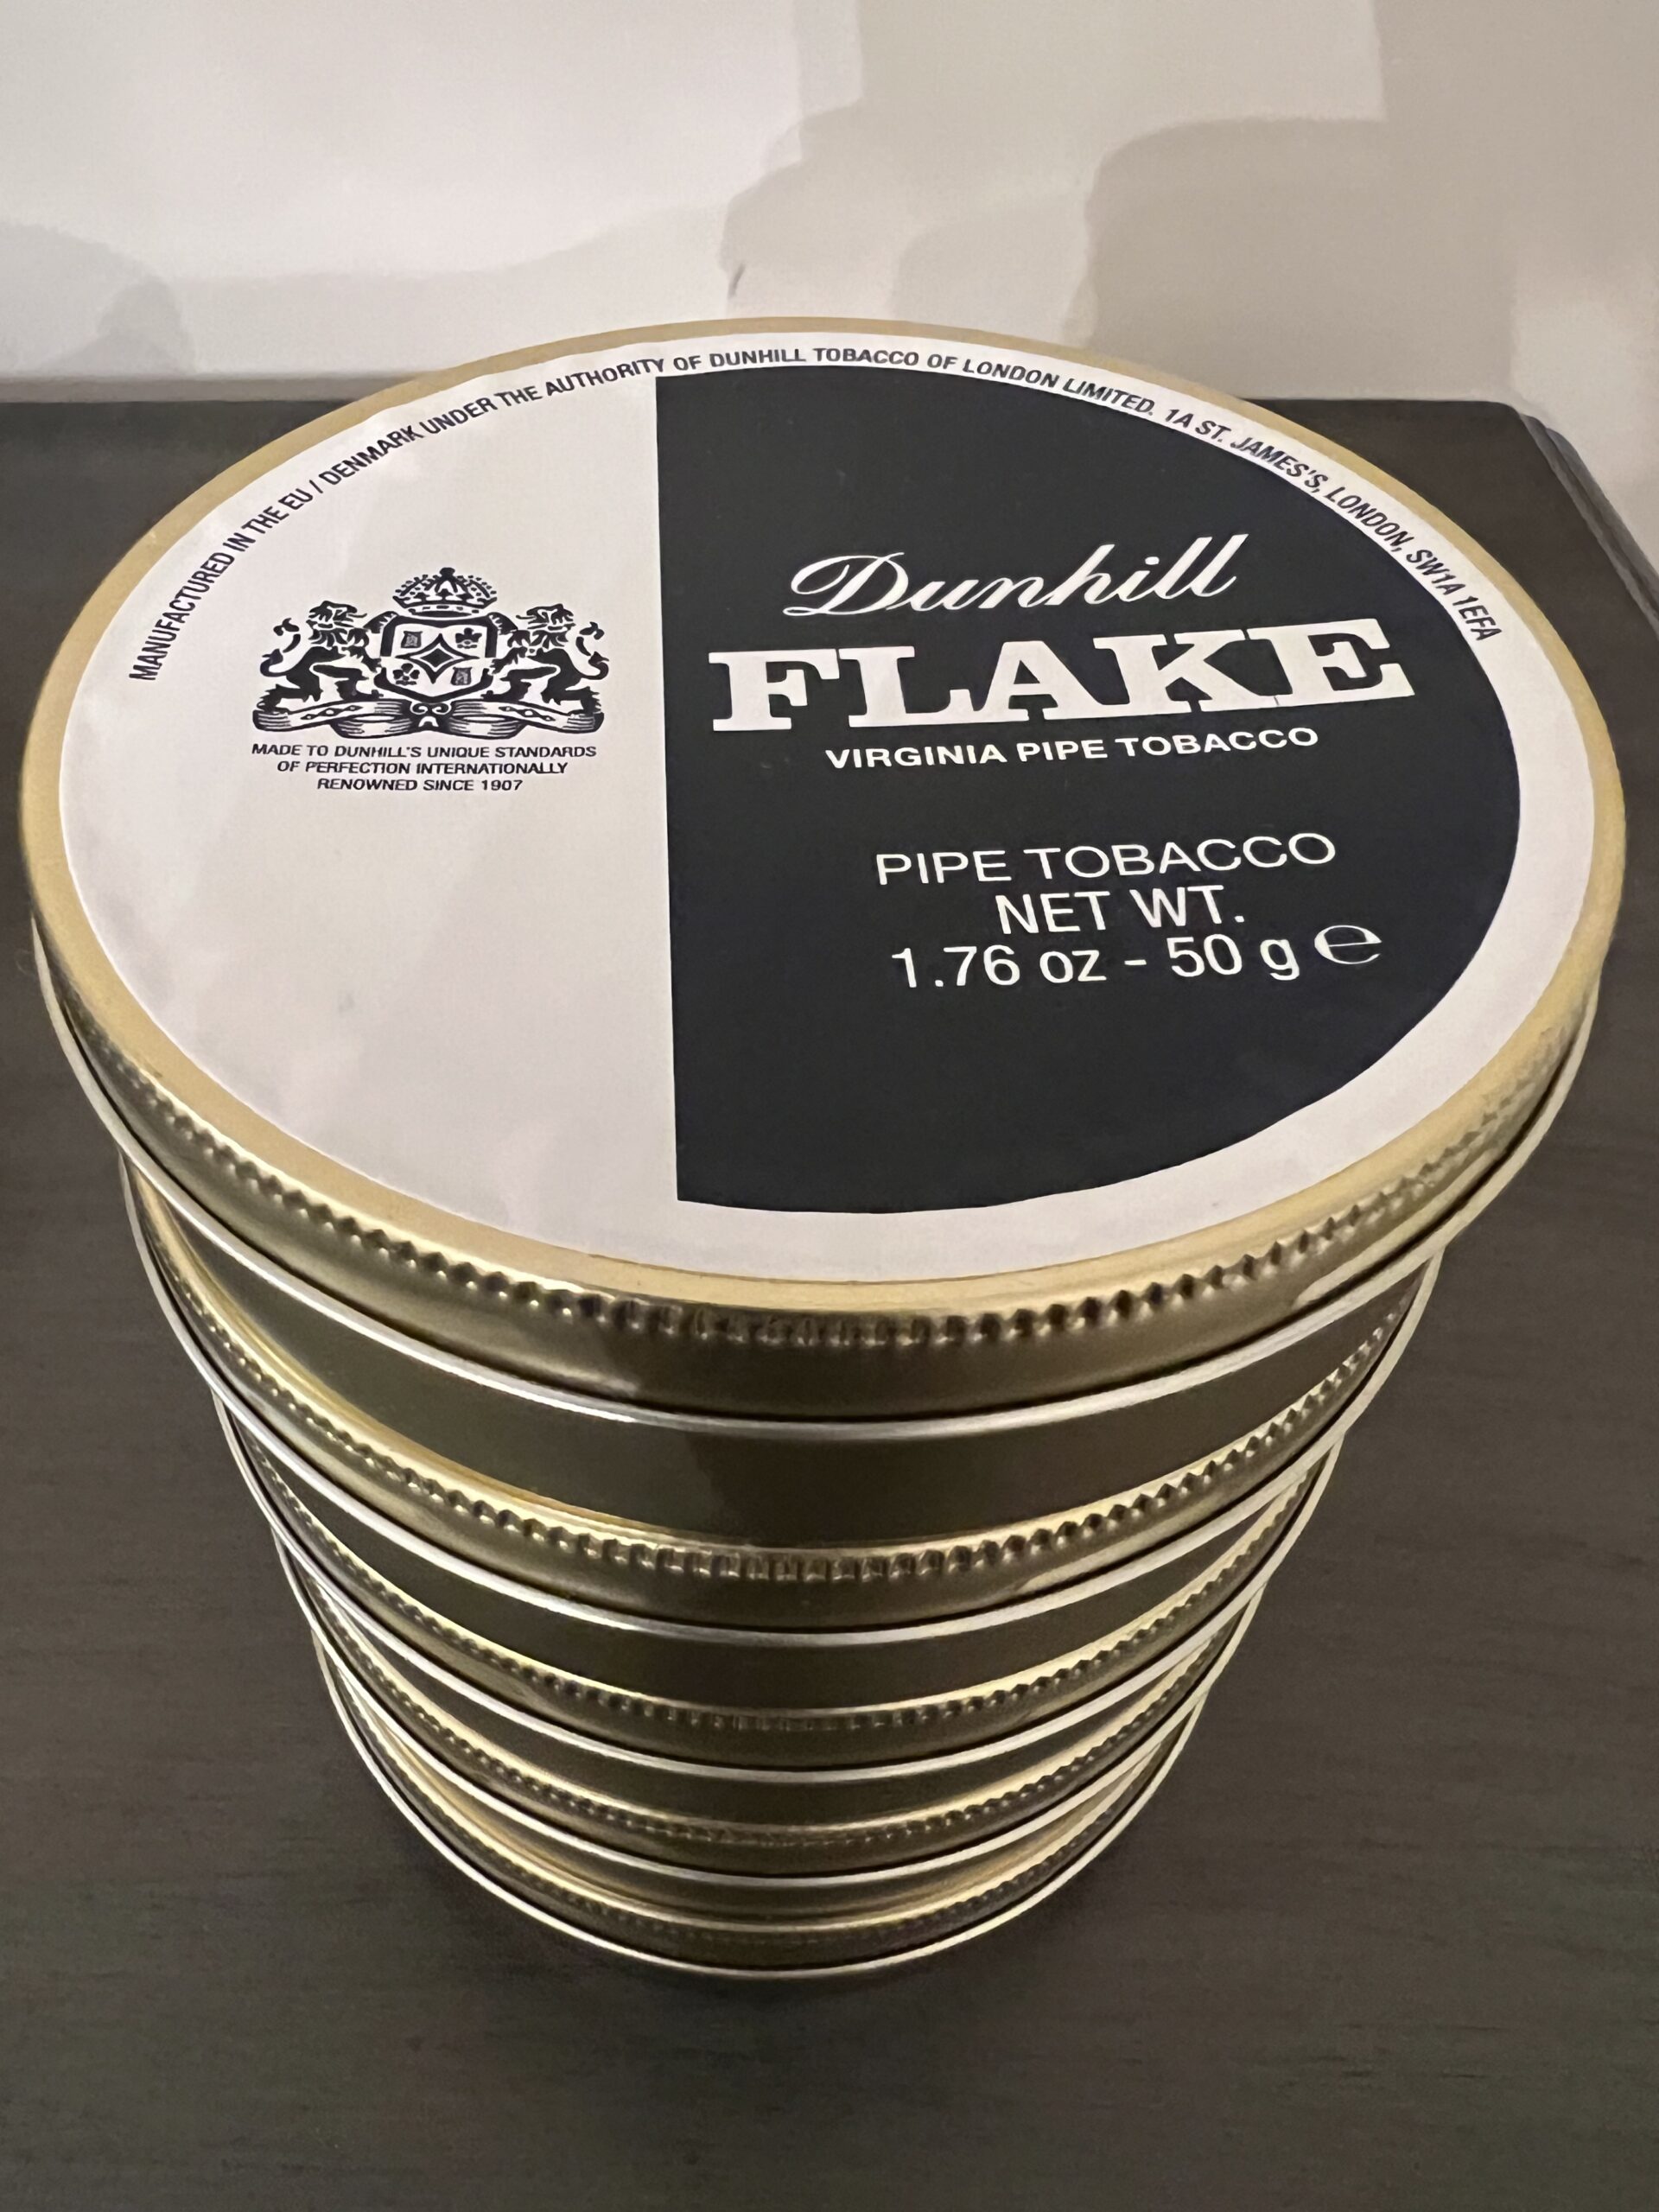 MANUFACTURED IN THE EU / DENMARK UNDER THE AUTHORITY OF DUNHILL TOBACCO OF LONDON LIMITED. 1A ST. JAMES'S, LONDON, SW1A 1EFA
MADE TO DUNHILL'S UNIQUE STANDARDS
OF PERFECTION INTERNATIONALLY
RENOWNED SINCE 1907
Dunhill
FLAKE
VIRGINIA PIPE TOBACCO
PIPE TOBACCO
NET WT.
1.76 oz - 50 g e